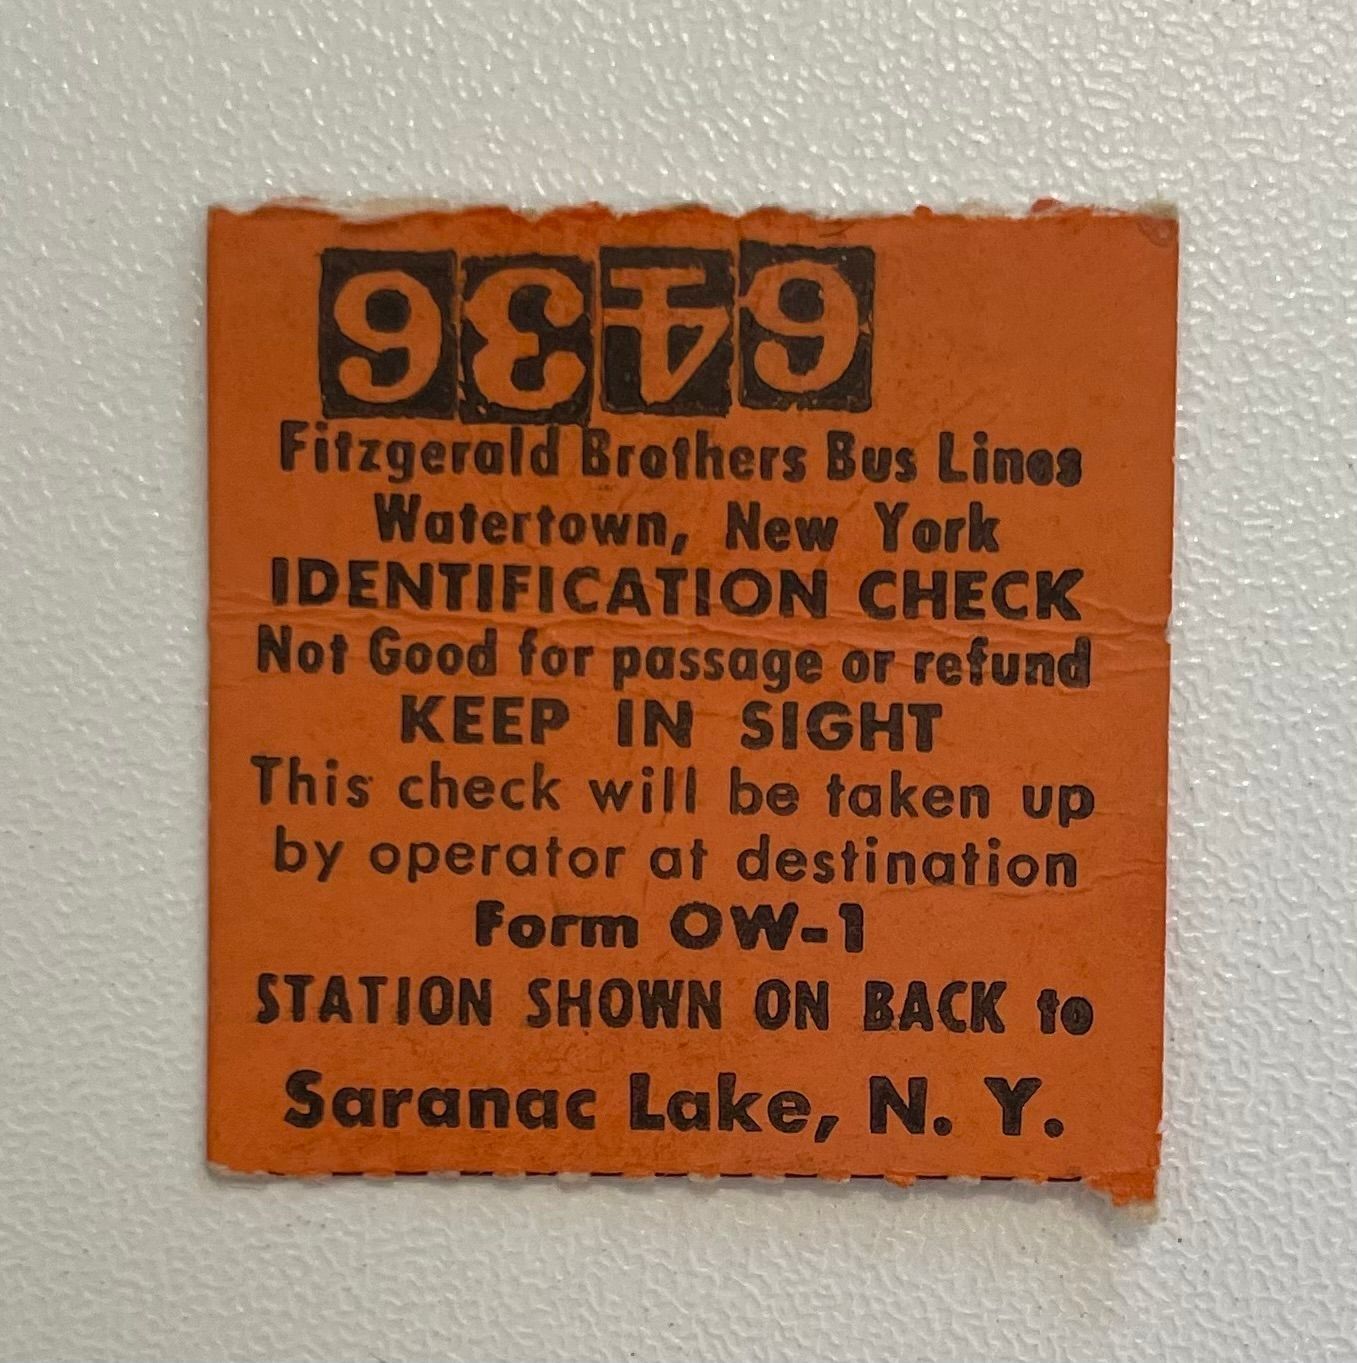 6436
Fitzgerald Brothers Bus Lines
Watertown, New York
IDENTIFICATION CHECK
Not Good for passage or refund
KEEP IN SIGHT
This check will be taken up
by operator at destination
Form OW-1
STATION SHOWN ON BACK to
Saranac Lake, N. Y.